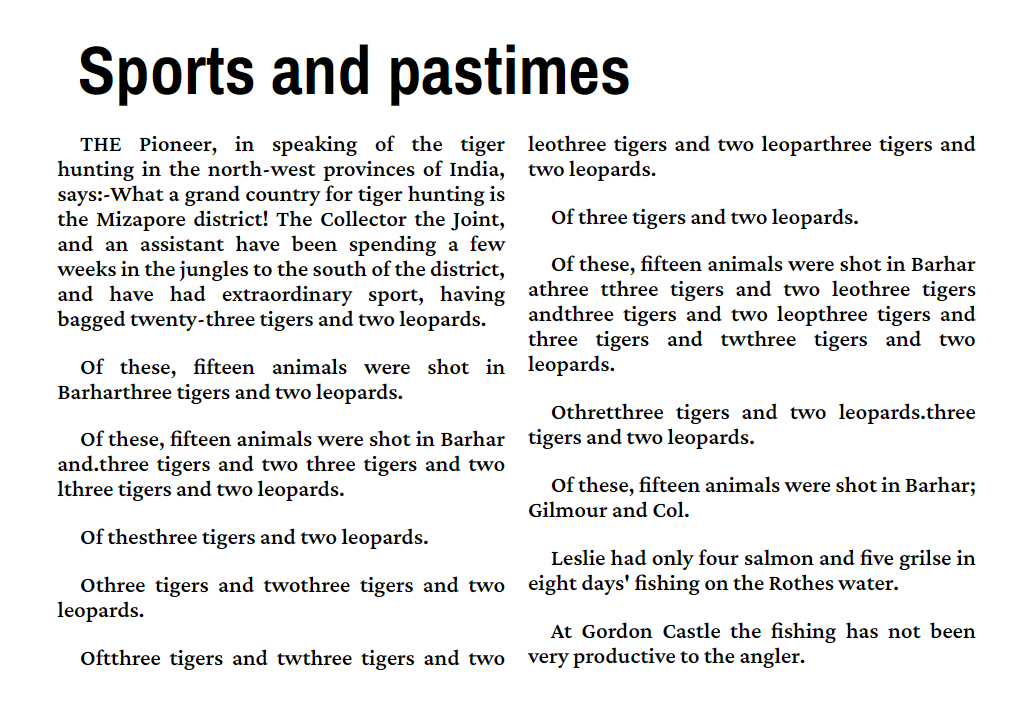 Sports and pastimes
THE Pioneer, in speaking of the tiger
hunting in the north-west provinces of India,
says:-What a grand country for tiger hunting is
the Mizapore district! The Collector the Joint,
and an assistant have been spending a few
weeks in the jungles to the south of the district,
and have had extraordinary sport, having
bagged twenty-three tigers and two leopards.
Of these, fifteen animals were shot in
Barharthree tigers and two leopards.
Of these, fifteen animals were shot in Barhar
and.three tigers and two three tigers and two
lthree tigers and two leopards.
Of thesthree tigers and two leopards.
Othree tigers and twothree tigers and two
leopards.
Oftthree tigers and twthree tigers and two
leothree tigers and two leoparthree tigers and
two leopards.
Of three tigers and two leopards.
Of these, fifteen animals were shot in Barhar
athree tthree tigers and two leothree tigers
andthree tigers and two leopthree tigers and
three tigers and twthree tigers and two
leopards.
Othretthree tigers and two leopards.three
tigers and two leopards.
Of these, fifteen animals were shot in Barhar;
Gilmour and Col.
Leslie had only four salmon and five grilse in
eight days' fishing on the Rothes water.
At Gordon Castle the fishing has not been
very productive to the angler.